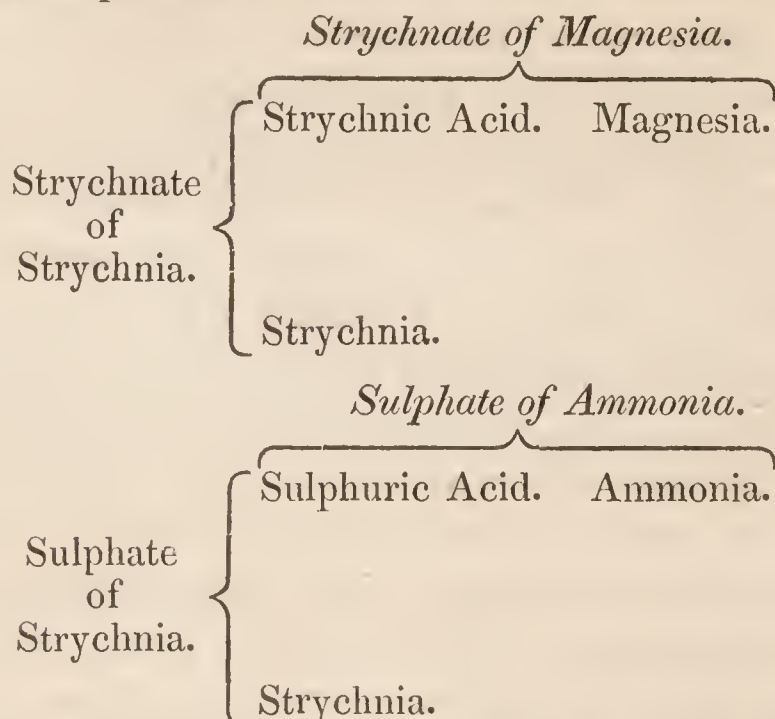 Strychnate of Magnesia.
Strychnic Acid. Magnesia.
Strychnate
of
Strychnia.
Strychnia.
Sulphate of Ammonia.
Sulphuric Acid. Ammonia.
Sulphate
of
Strychnia.
Strychnia.